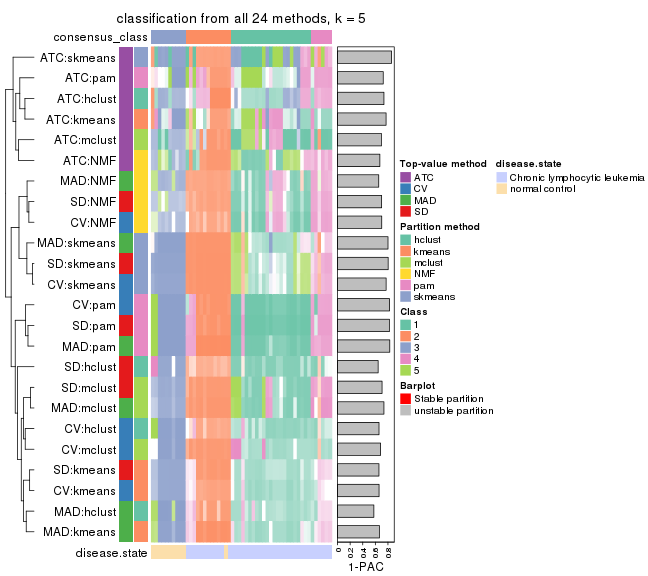 classification from all 24 methods, k = 5
consensus_class
ATC:skmeans
ATC:pam
ATC:hclust
ATC:kmeans
ATC:mclust
ATC:NMF
MAD:NMF
SD:NMF
CV:NMF
MAD:skmeans
SD:skmeans
CV:skmeans
CV:pam
SD:pam
MAD:pam
SD:hclust
SD:mclust
MAD:mclust
CV:hclust
CV:mclust
SD:kmeans
CV:kmeans
MAD:hclust
MAD:kmeans
disease.state
0 0.2 0.4 0.6 0.8
1-PAC
Top-value method
ATC
CV
MAD
SD
Partition method
hclust
kmeans
mclust
NMF
pam
skmeans
Class
1
2
3
4
5
Barplot
Stable partition
unstable partition
disease.state
Chronic lymphocytic leukemia
normal control